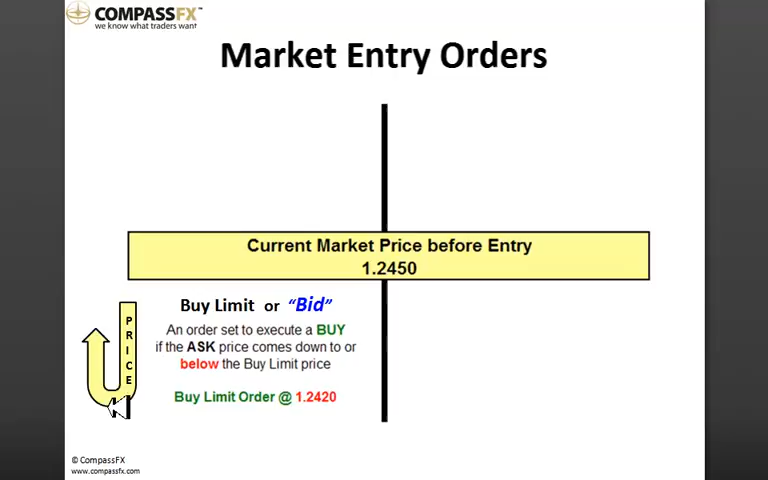 COMPASSFX™
we know what traders want
Market Entry Orders
Current Market Price before Entry
1.2450
PRICE
Buy Limit or “Bid”
An order set to execute a BUY
if the ASK price comes down to or
below the Buy Limit price
Buy Limit Order @ 1.2420
© CompassFX
www.compassfx.com